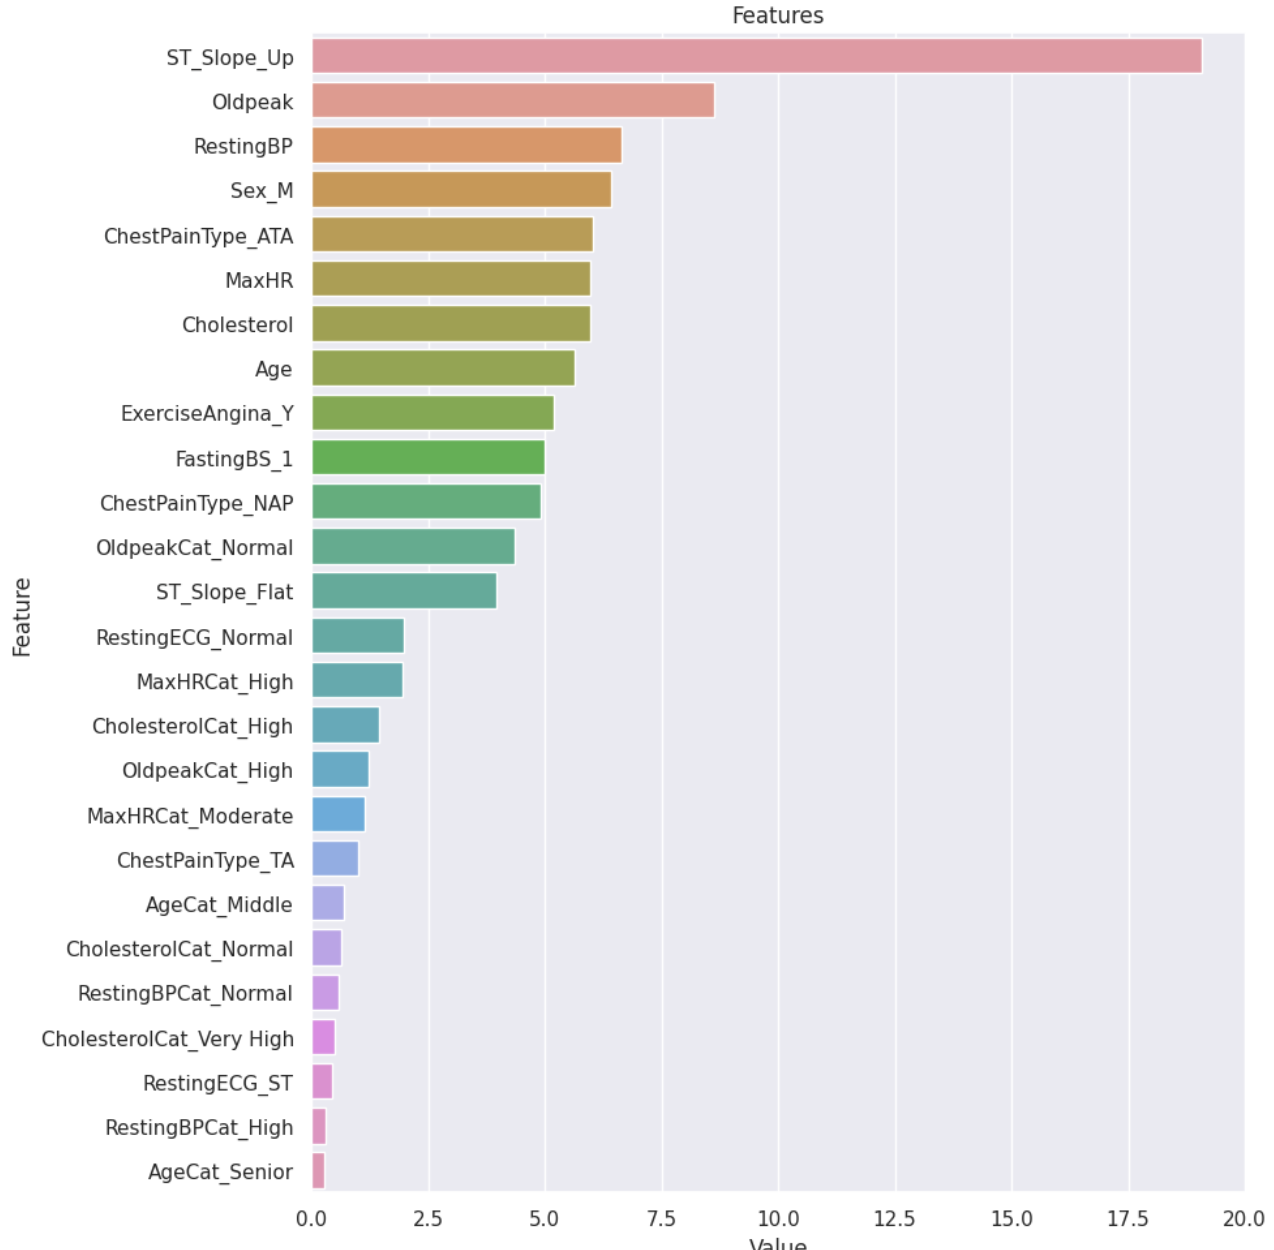 Features
ST_Slope_Up
Oldpeak
RestingBP
Sex_M
ChestPainType_ATA
MaxHR
Cholesterol
Age
ExerciseAngina_Y
FastingBS_1
ChestPainType_NAP
OldpeakCat_Normal
ST_Slope_Flat
RestingECG_Normal
MaxHRCat_High
CholesterolCat_High
OldpeakCat_High
MaxHRCat_Moderate
ChestPainType_TA
AgeCat_Middle
CholesterolCat_Normal
RestingBPCat_Normal
CholesterolCat_Very High
RestingECG_ST
RestingBPCat_High
AgeCat_Senior
Feature
0.0 2.5 5.0 7.5 10.0 12.5 15.0 17.5 20.0
Value